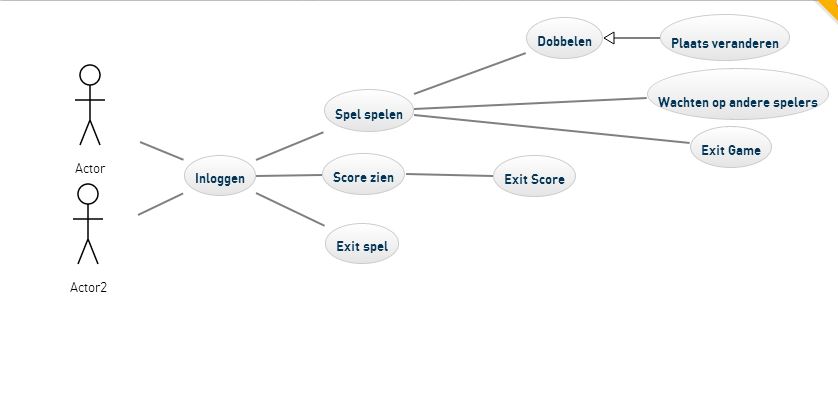 Dobbelen
Plaats veranderen
Wachten op andere spelers
Spel spelen
Exit Game
Actor
Inloggen
Score zien
Exit Score
Exit spel
Actor2